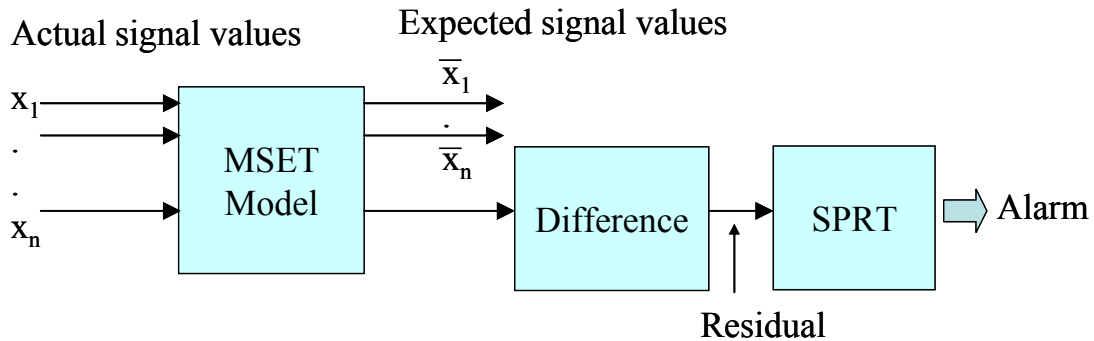 Actual signal values
Expected signal values
x1
.
.
xn
x̅1
.
x̅n
MSET
Model
Difference
SPRT
Alarm
Residual